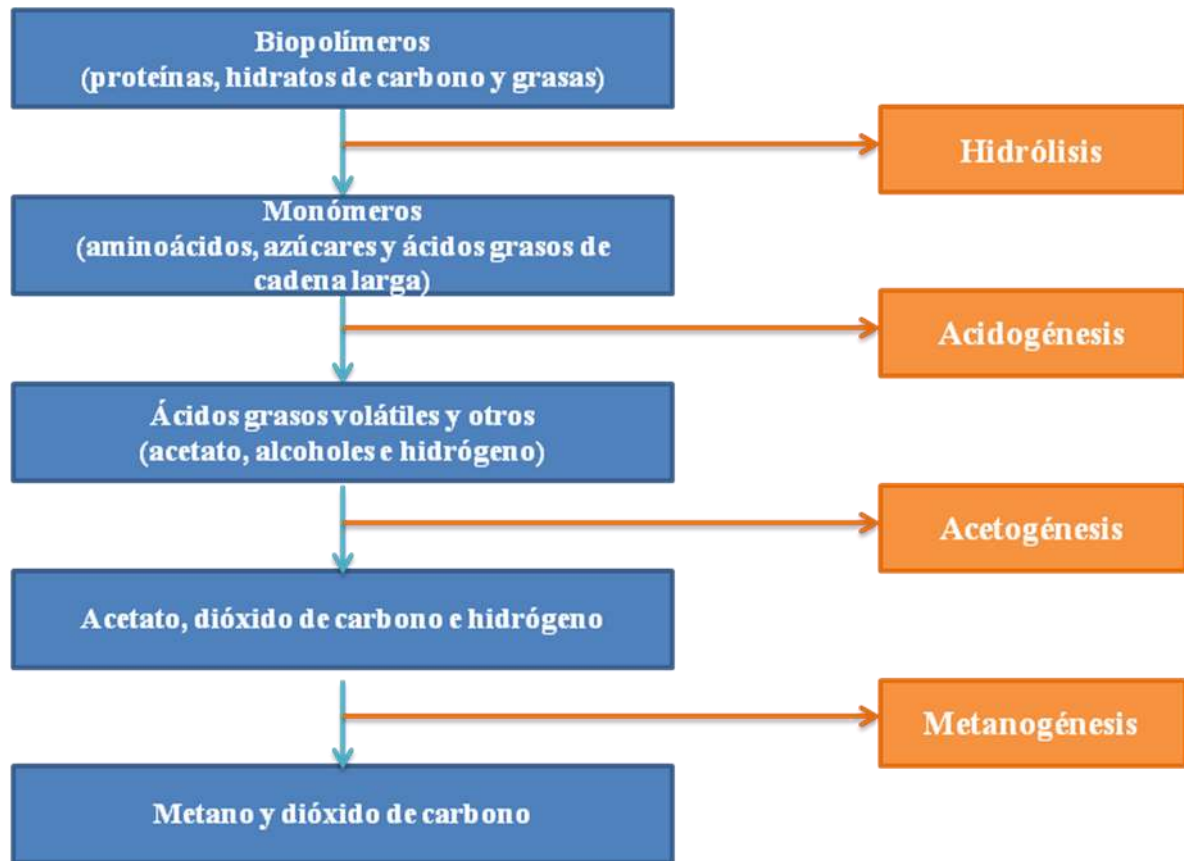 Biopolímeros
(proteínas, hidratos de carbono y grasas)
Hidrólisis
Monómeros
(aminoácidos, azúcares y ácidos grasos de
cadena larga)
Acidogénesis
Ácidos grasos volátiles y otros
(acetato, alcoholes e hidrógeno)
Acetogénesis
Acetato, dióxido de carbono e hidrógeno
Metanogénesis
Metano y dióxido de carbono